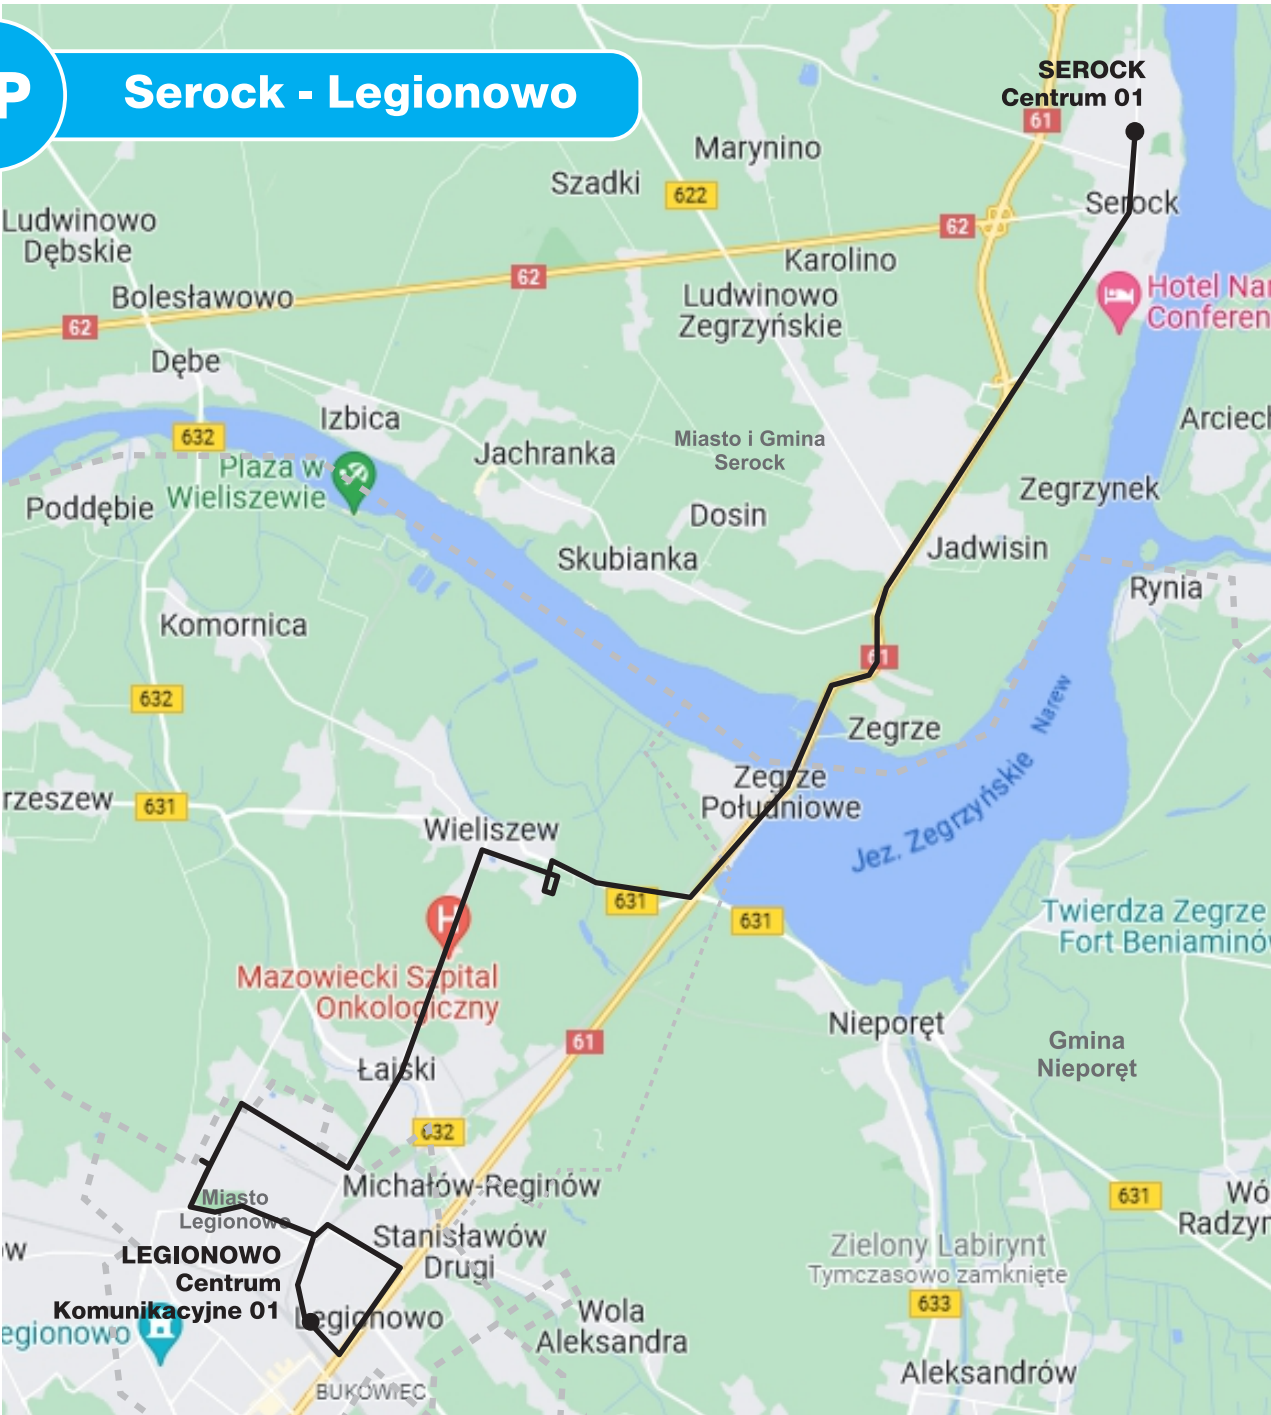 P
Serock - Legionowo
SEROCK
Centrum 01
61
Marynino
Szadki
622
Serock
Ludwinowo
Dębskie
62
Karolino
62
Bolesławowo
Ludwinowo
Zegrzyńskie
Hotel Nar
Conferen
62
Dębe
Izbica
Arciech
632
Miasto i Gmina
Serock
Jachranka
Plaża w
Wieliszewie
Zegrzynek
Poddębie
Dosin
Jadwisin
Skubianka
Rynia
Komornica
61
632
Narew
Zegrze
Zegrze
Południowe
rzeszew
631
Jez. Zegrzyńskie
Wieliszew
631
631
Twierdza Zegrze
Fort Beniaminów
H
Mazowiecki Szpital
Onkologiczny
Nieporęt
61
Gmina
Nieporęt
Łajski
632
Michałów-Reginów
Miasto
Legionowo
631
Wó
Radzyn
Stanisławów
Drugi
Zielony Labirynt
Tymczasowo zamknięte
ow
LEGIONOWO
Centrum
Komunikacyjne 01
633
Legionowo
Wola
Aleksandra
egionowo
Aleksandrów
BUKOWIEC